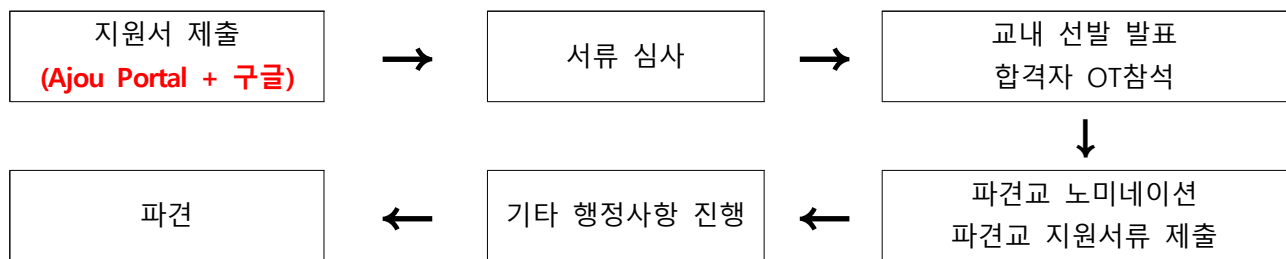 지원서 제출
(Ajou Portal + 구글)
서류 심사
교내 선발 발표
합격자 OT참석
파견교 노미네이션
파견교 지원서류 제출
기타 행정사항 진행
파견